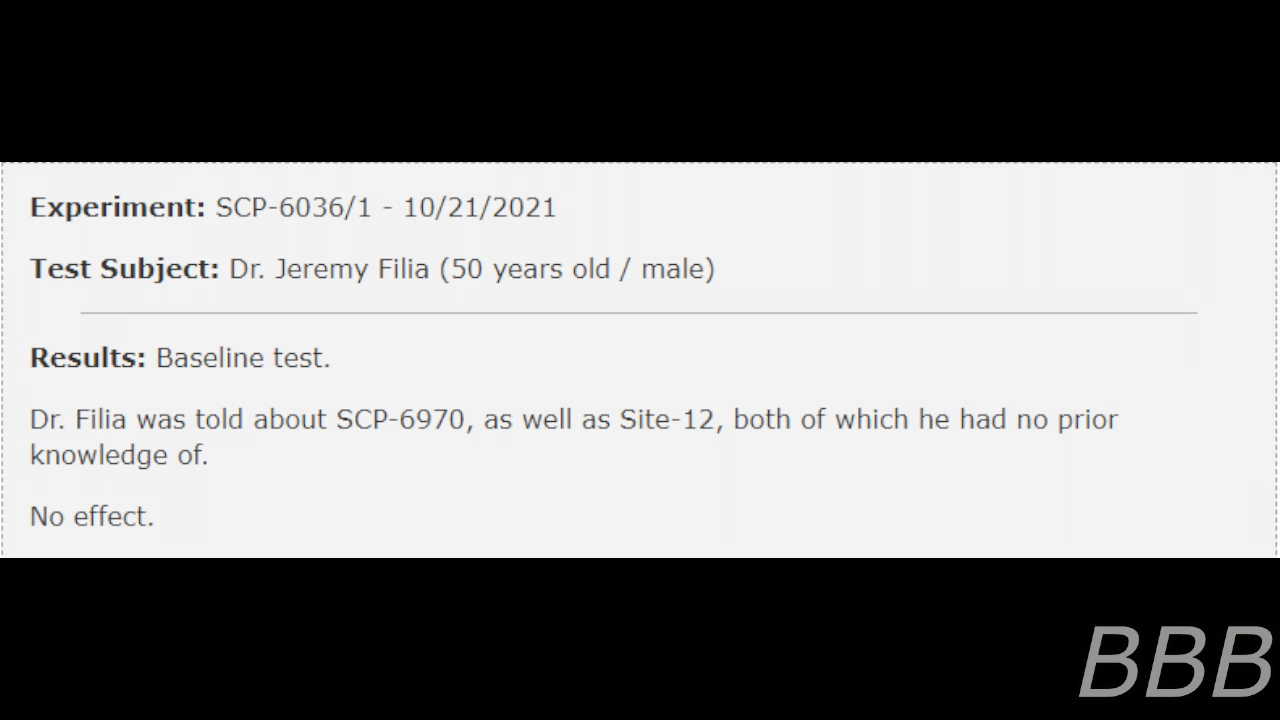 Experiment: SCP-6036/1 - 10/21/2021
Test Subject: Dr. Jeremy Filia (50 years old / male)
Results: Baseline test.
Dr. Filia was told about SCP-6970, as well as Site-12, both of which he had no prior
knowledge of.
No effect.
BBB